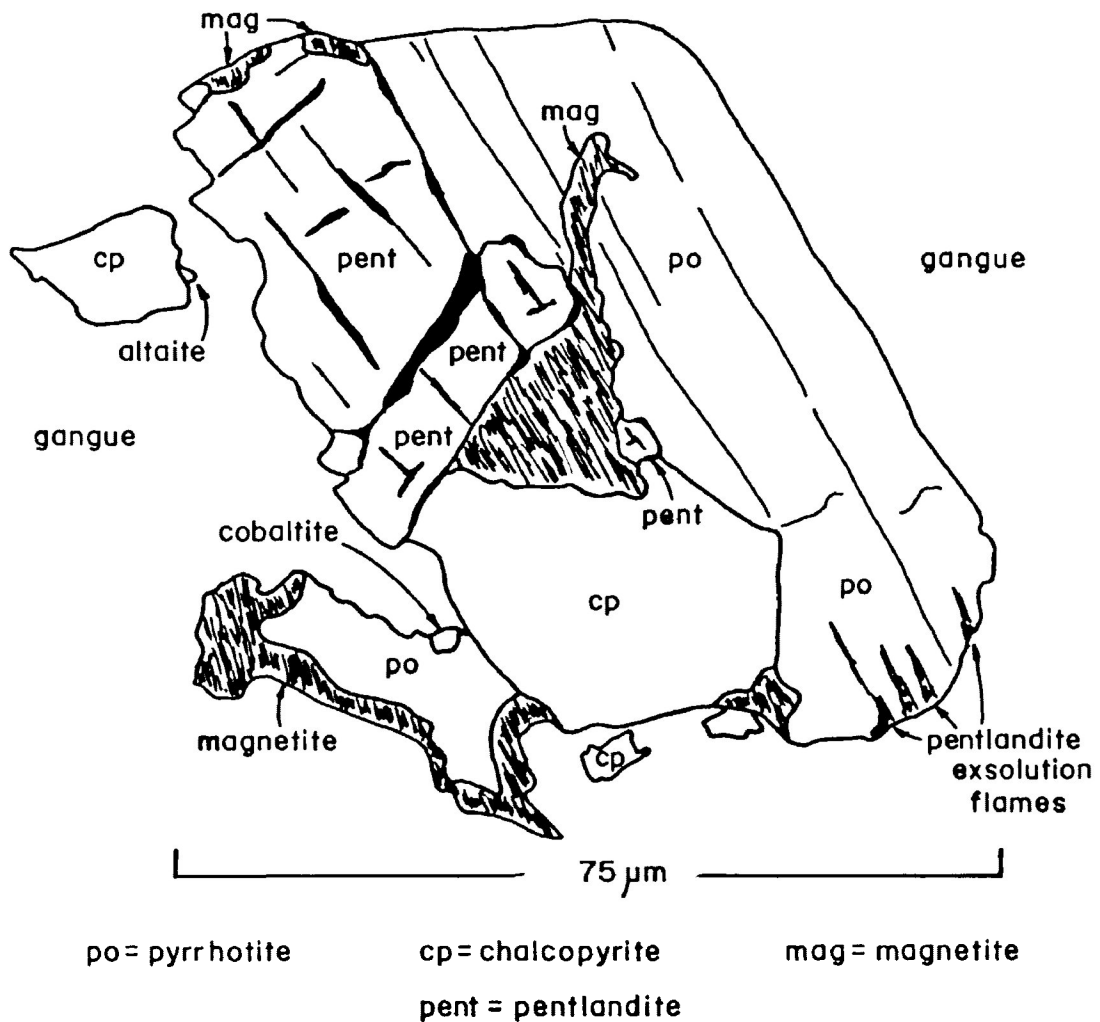 mag
mag
cp
pent
po
gangue
altaite
pent
gangue
pent
pent
cobaltite
cp
po
po
magnetite
cp
pentlandite
exsolution
flames
75 µm
po = pyrrhotite cp = chalcopyrite mag = magnetite
pent = pentlandite